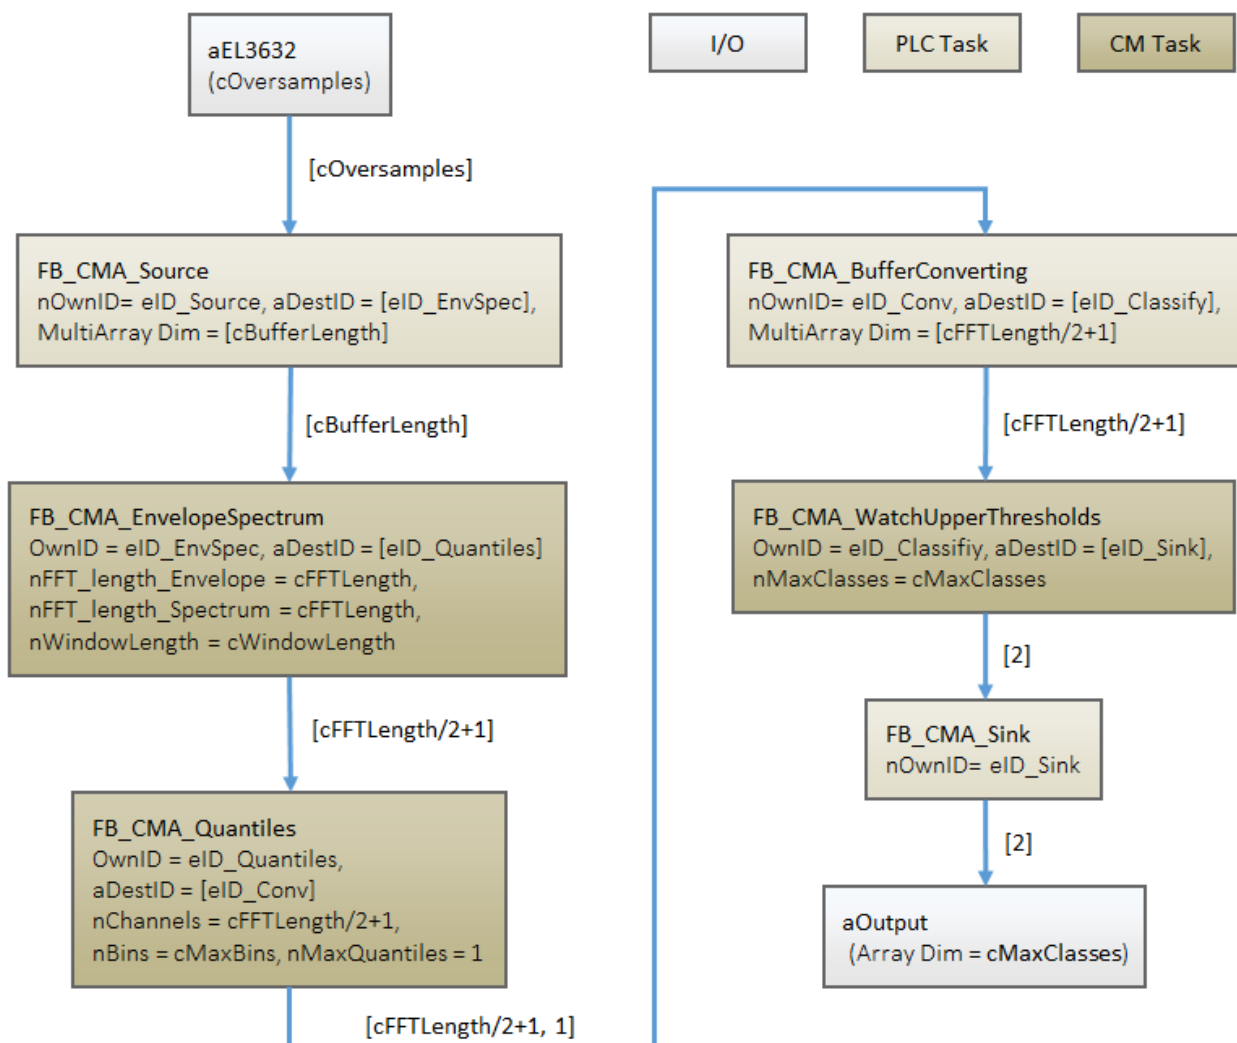 aEL3632
(cOversamples)
I/O
PLC Task
CM Task
[cOversamples]
FB_CMA_Source
nOwnID= eID_Source, aDestID = [eID_EnvSpec],
MultiArray Dim = [cBufferLength]
[cBufferLength]
FB_CMA_EnvelopeSpectrum
OwnID = eID_EnvSpec, aDestID = [eID_Quantiles]
nFFT_length_Envelope = cFFTLength,
nFFT_length_Spectrum = cFFTLength,
nWindowLength = cWindowLength
[cFFTLength/2+1]
FB_CMA_Quantiles
OwnID = eID_Quantiles,
aDestID = [eID_Conv]
nChannels = cFFTLength/2+1,
nBins = cMaxBins, nMaxQuantiles = 1
[cFFTLength/2+1, 1]
FB_CMA_BufferConverting
nOwnID= eID_Conv, aDestID = [eID_Classify],
MultiArray Dim = [cFFTLength/2+1]
[cFFTLength/2+1]
FB_CMA_WatchUpperThresholds
OwnID = eID_Classifiy, aDestID = [eID_Sink],
nMaxClasses = cMaxClasses
[2]
FB_CMA_Sink
nOwnID= eID_Sink
[2]
aOutput
(Array Dim = cMaxClasses)